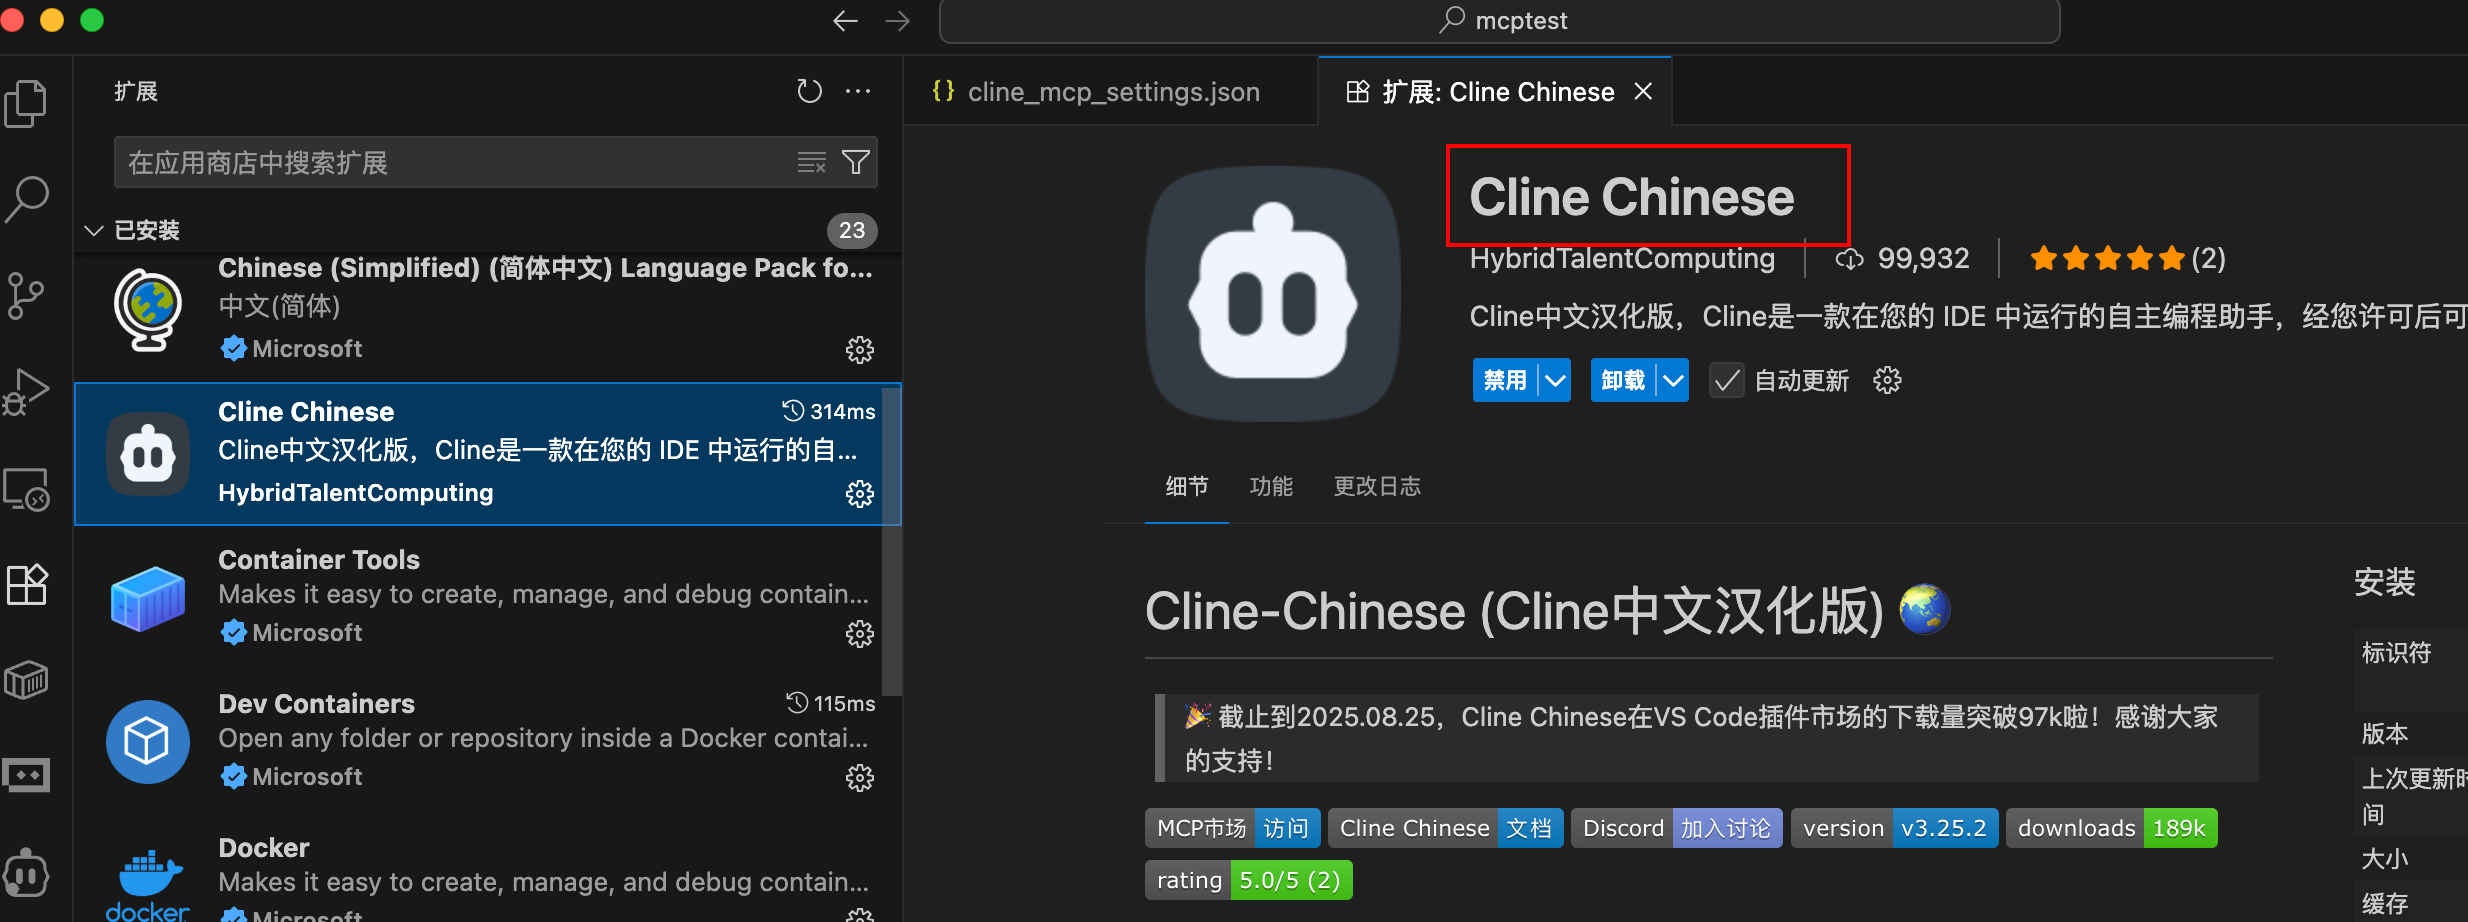 mcptest
扩展
在应用商店中搜索扩展
已安装
23
Chinese (Simplified) (简体中文) Language Pack fo...
中文(简体)
Microsoft
Cline Chinese
314ms
Cline中文汉化版，Cline是一款在您的 IDE 中运行的自...
HybridTalentComputing
Container Tools
Makes it easy to create, manage, and debug contain...
Microsoft
Dev Containers
115ms
Open any folder or repository inside a Docker contai...
Microsoft
Docker
Makes it easy to create, manage, and debug contain...
docker
Microsoft
{} cline_mcp_settings.json
扩展: Cline Chinese
Cline Chinese
HybridTalentComputing
99,932
(2)
Cline中文汉化版，Cline是一款在您的 IDE 中运行的自主编程助手，经您许可后可
禁用
卸载
自动更新
细节
功能
更改日志
Cline-Chinese (Cline中文汉化版)
截止到2025.08.25，Cline Chinese在VS Code插件市场的下载量突破97k啦！感谢大家
的支持！
MCP市场 访问
Cline Chinese 文档
Discord 加入讨论
version v3.25.2
downloads 189k
rating 5.0/5 (2)
安装
标识符
版本
上次更新时
间
大小
缓存